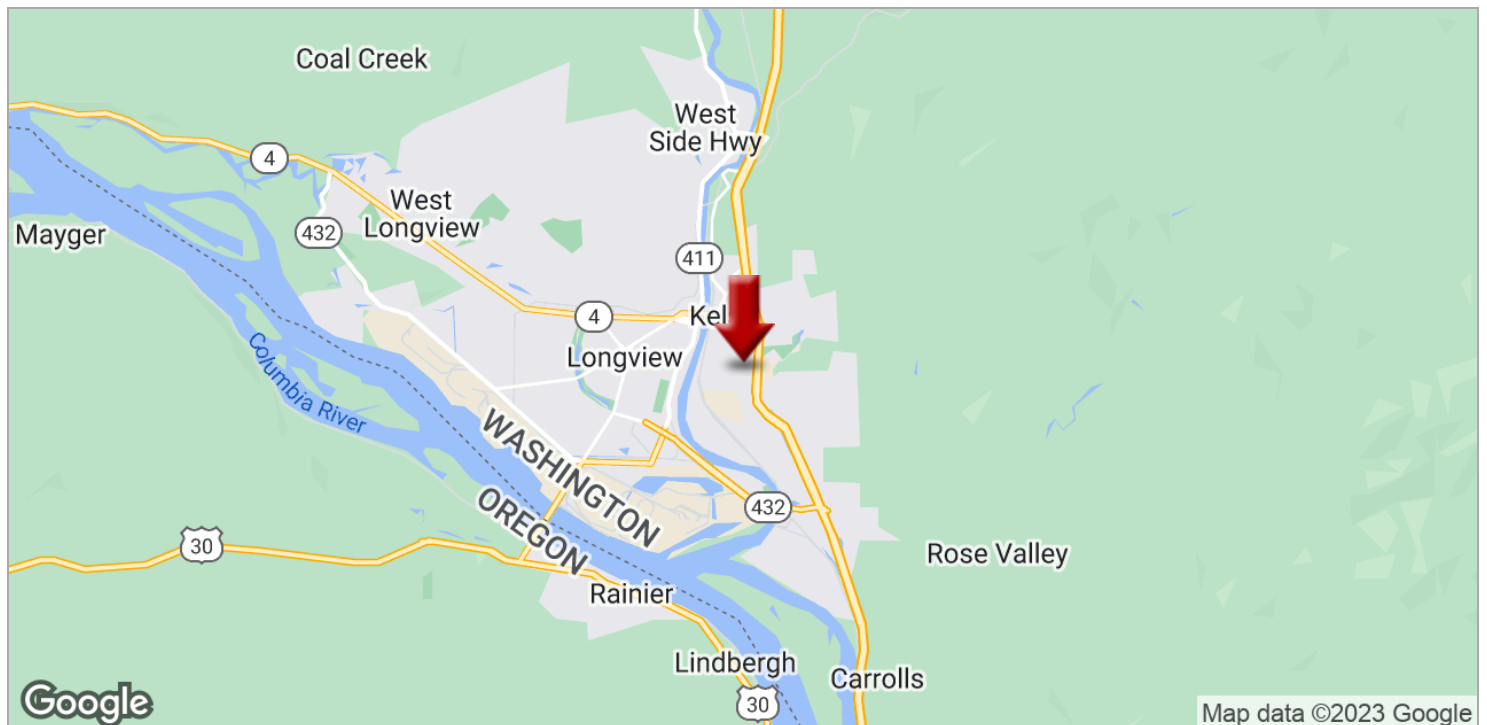 Coal Creek
West
Side Hwy
4
West
Longview
432
Mayger
411
4
Kel
Longview
Columbia River
WASHINGTON
OREGON
432
30
Rose Valley
Rainier
Lindbergh
Carrolls
30
Google
Map data ©2023 Google